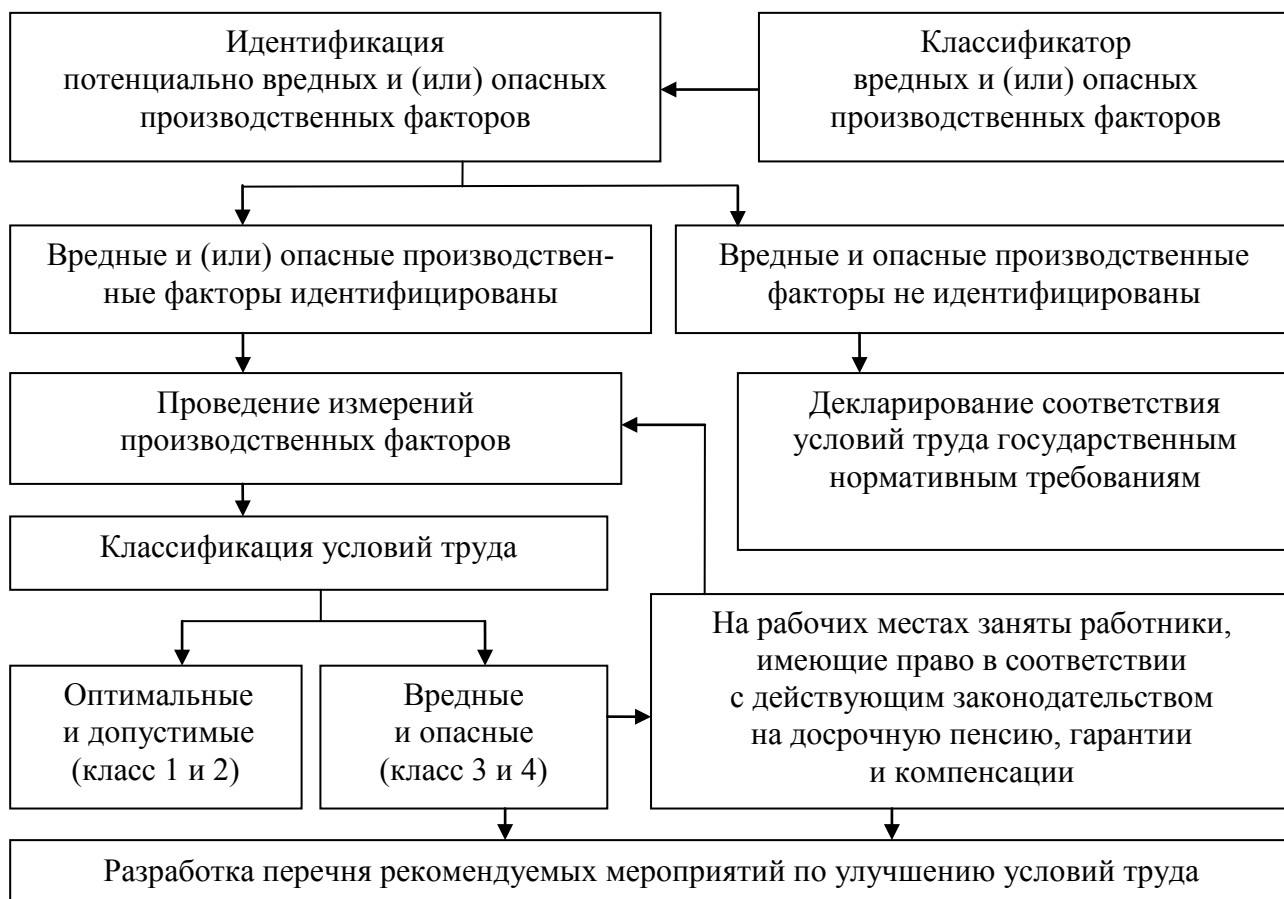 Идентификация
потенциально вредных и (или) опасных
производственных факторов
Классификатор
вредных и (или) опасных
производственных факторов
Вредные и (или) опасные производствен-
ные факторы идентифицированы
Вредные и опасные производственные
факторы не идентифицированы
Проведение измерений
производственных факторов
Декларирование соответствия
условий труда государственным
нормативным требованиям
Классификация условий труда
Оптимальные
и допустимые
(класс 1 и 2)
Вредные
и опасные
(класс 3 и 4)
На рабочих местах заняты работники,
имеющие право в соответствии
с действующим законодательством
на досрочную пенсию, гарантии
и компенсации
Разработка перечня рекомендуемых мероприятий по улучшению условий труда